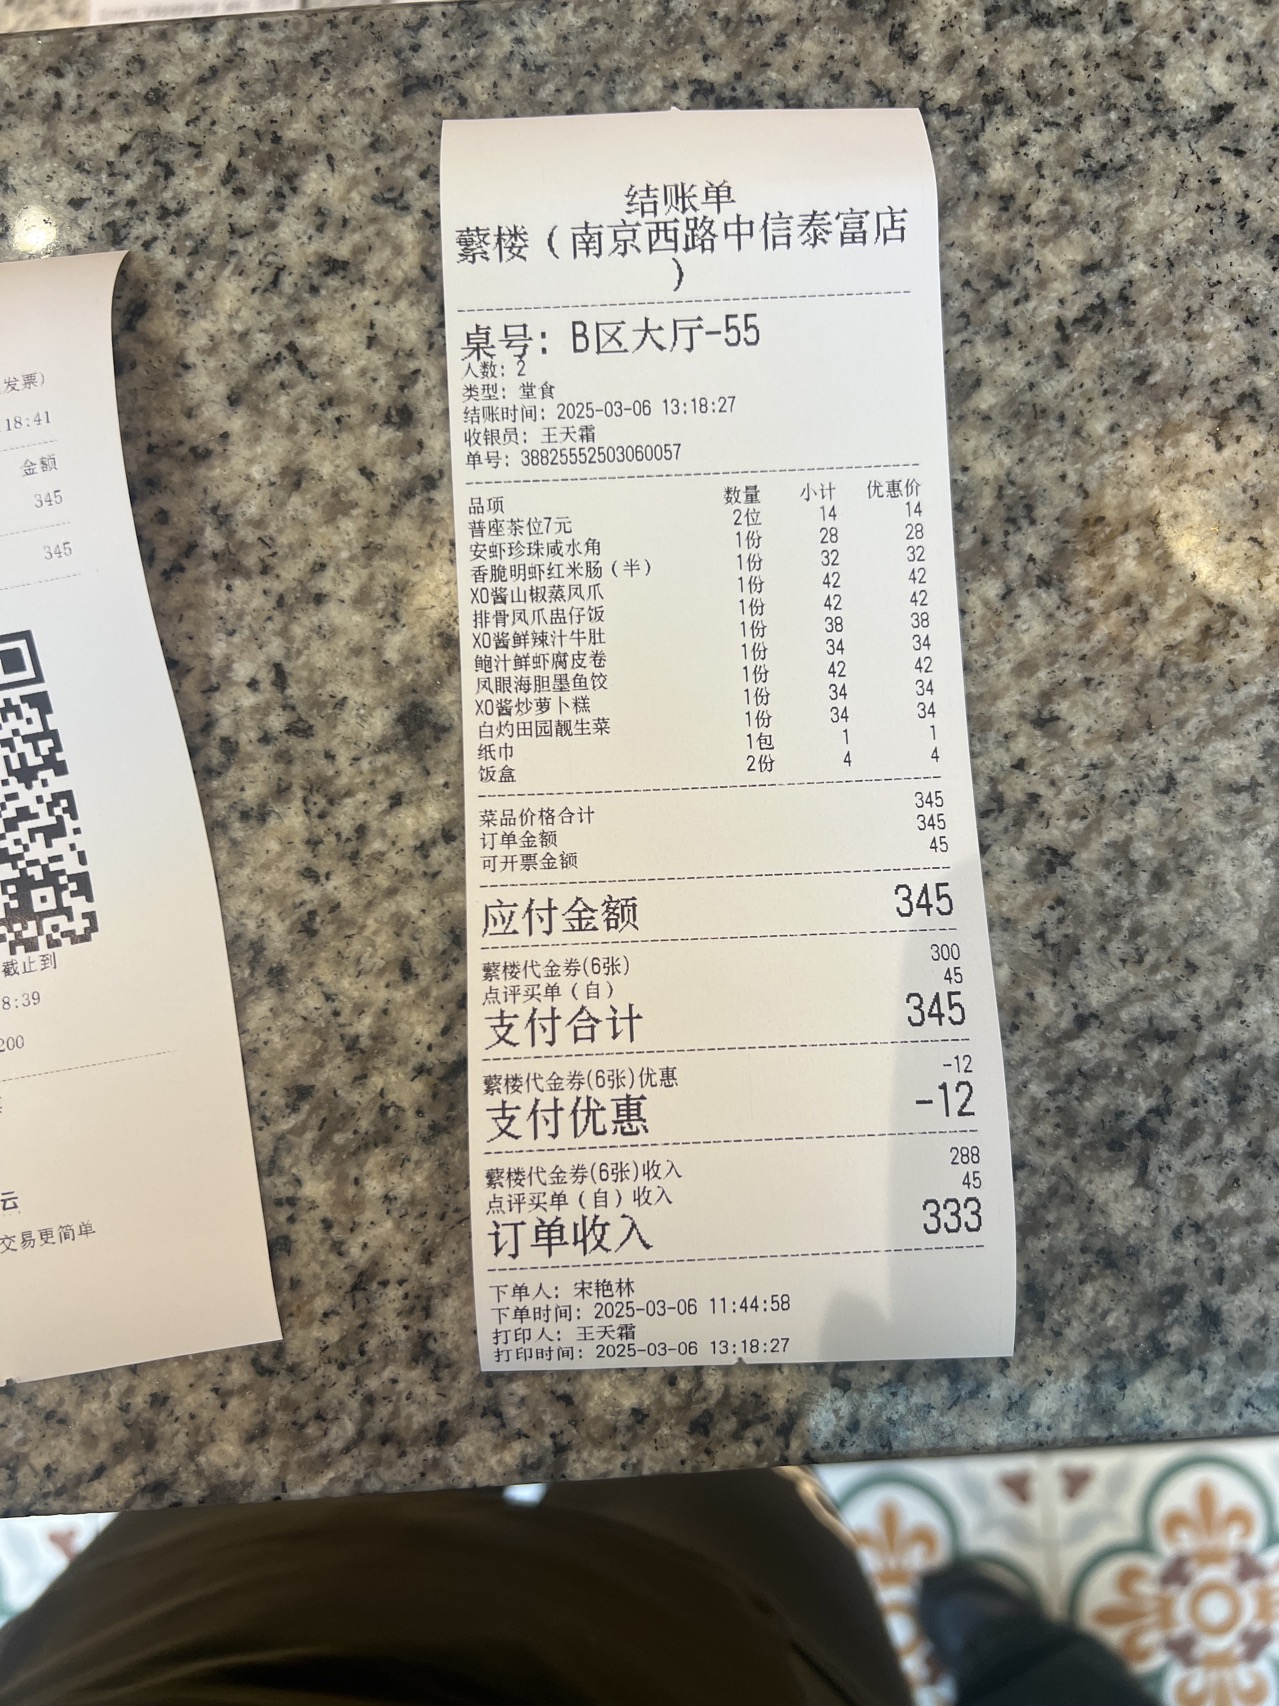 结账单
蘩楼（南京西路中信泰富店
）
桌号：B区大厅-55
人数：2
类型：堂食
结账时间：2025-03-06 13:18:27
收银员：王天霜
单号：38825552503060057
品项 数量 小计 优惠价
普座茶位7元 2位 14 14
安虾珍珠咸水角 1份 28 28
香脆明虾红米肠（半） 1份 32 32
XO酱山椒蒸凤爪 1份 42 42
排骨凤爪盅仔饭 1份 42 42
XO酱鲜辣汁牛肚 1份 38 38
鲍汁鲜虾腐皮卷 1份 34 34
凤眼海胆墨鱼饺 1份 42 42
XO酱炒萝卜糕 1份 34 34
白灼田园靓生菜 1份 34 34
纸巾 1包 1 1
饭盒 2份 4 4
菜品价格合计 345
订单金额 345
可开票金额 45
应付金额 345
蘩楼代金券(6张) 300
点评买单（自） 45
支付合计 345
蘩楼代金券(6张)优惠 -12
支付优惠 -12
蘩楼代金券(6张)收入 288
点评买单（自）收入 45
订单收入 333
下单人：宋艳林
下单时间：2025-03-06 11:44:58
打印人：王天霜
打印时间：2025-03-06 13:18:27
发票)
18:41
金额
345
345
截止到
8:39
200
云
交易更简单